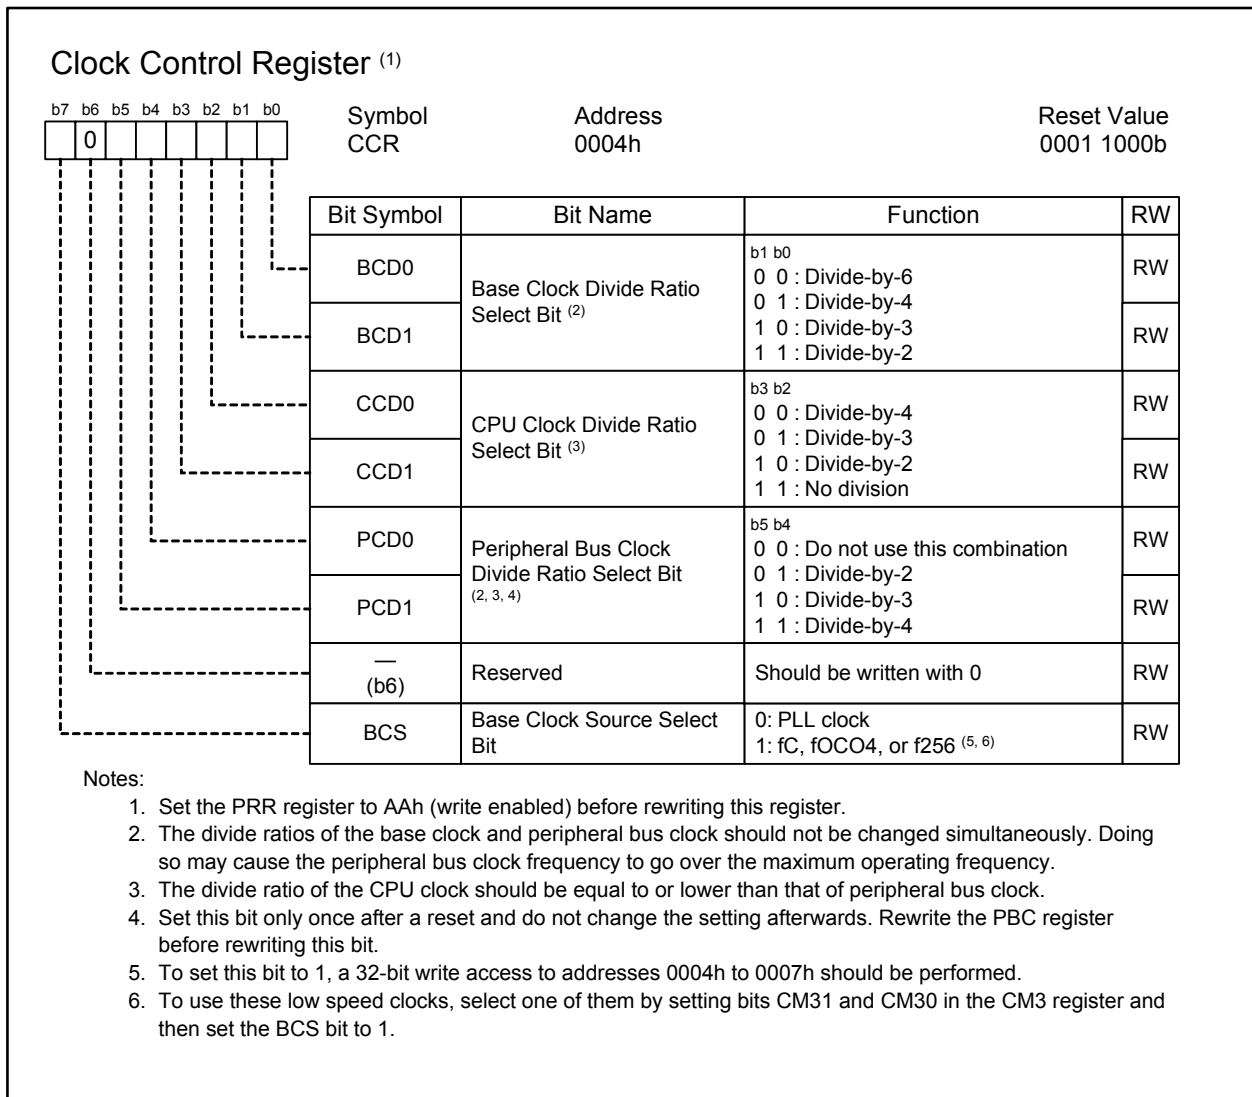 Clock Control Register (1)
b7 b6 b5 b4 b3 b2 b1 b0
0
Symbol Address Reset Value
CCR 0004h 0001 1000b
Bit Symbol Bit Name Function RW
BCD0
BCD1
Base Clock Divide Ratio
Select Bit (2)
b1 b0
0 0 : Divide-by-6
0 1 : Divide-by-4
1 0 : Divide-by-3
1 1 : Divide-by-2
RW
RW
CCD0
CCD1
CPU Clock Divide Ratio
Select Bit (3)
b3 b2
0 0 : Divide-by-4
0 1 : Divide-by-3
1 0 : Divide-by-2
1 1 : No division
RW
RW
PCD0
PCD1
Peripheral Bus Clock
Divide Ratio Select Bit
(2, 3, 4)
b5 b4
0 0 : Do not use this combination
0 1 : Divide-by-2
1 0 : Divide-by-3
1 1 : Divide-by-4
RW
RW
—
(b6)
Reserved
Should be written with 0
RW
BCS
Base Clock Source Select
Bit
0: PLL clock
1: fC, fOCO4, or f256 (5, 6)
RW
Notes:
1. Set the PRR register to AAh (write enabled) before rewriting this register.
2. The divide ratios of the base clock and peripheral bus clock should not be changed simultaneously. Doing
so may cause the peripheral bus clock frequency to go over the maximum operating frequency.
3. The divide ratio of the CPU clock should be equal to or lower than that of peripheral bus clock.
4. Set this bit only once after a reset and do not change the setting afterwards. Rewrite the PBC register
before rewriting this bit.
5. To set this bit to 1, a 32-bit write access to addresses 0004h to 0007h should be performed.
6. To use these low speed clocks, select one of them by setting bits CM31 and CM30 in the CM3 register and
then set the BCS bit to 1.